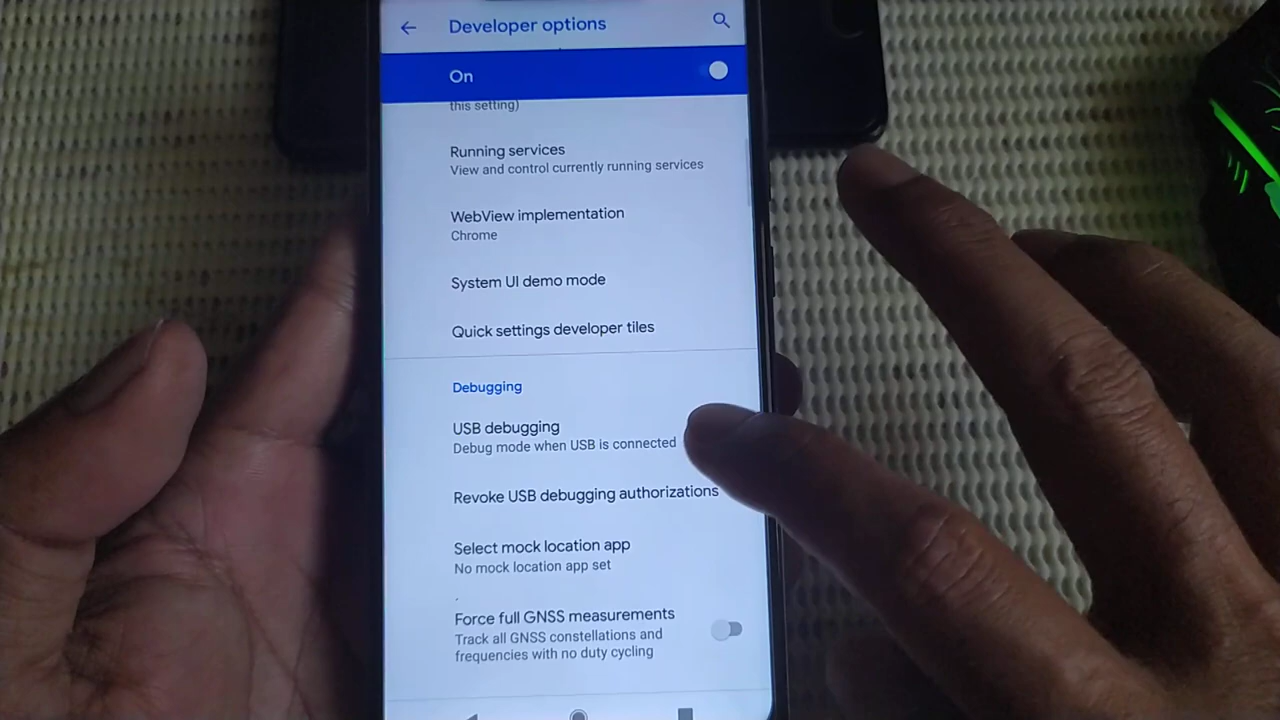 Developer options
On
this setting)
Running services
View and control currently running services
WebView implementation
Chrome
System UI demo mode
Quick settings developer tiles
Debugging
USB debugging
Debug mode when USB is connected
Revoke USB debugging authorizations
Select mock location app
No mock location app set
Force full GNSS measurements
Track all GNSS constellations and
frequencies with no duty cycling